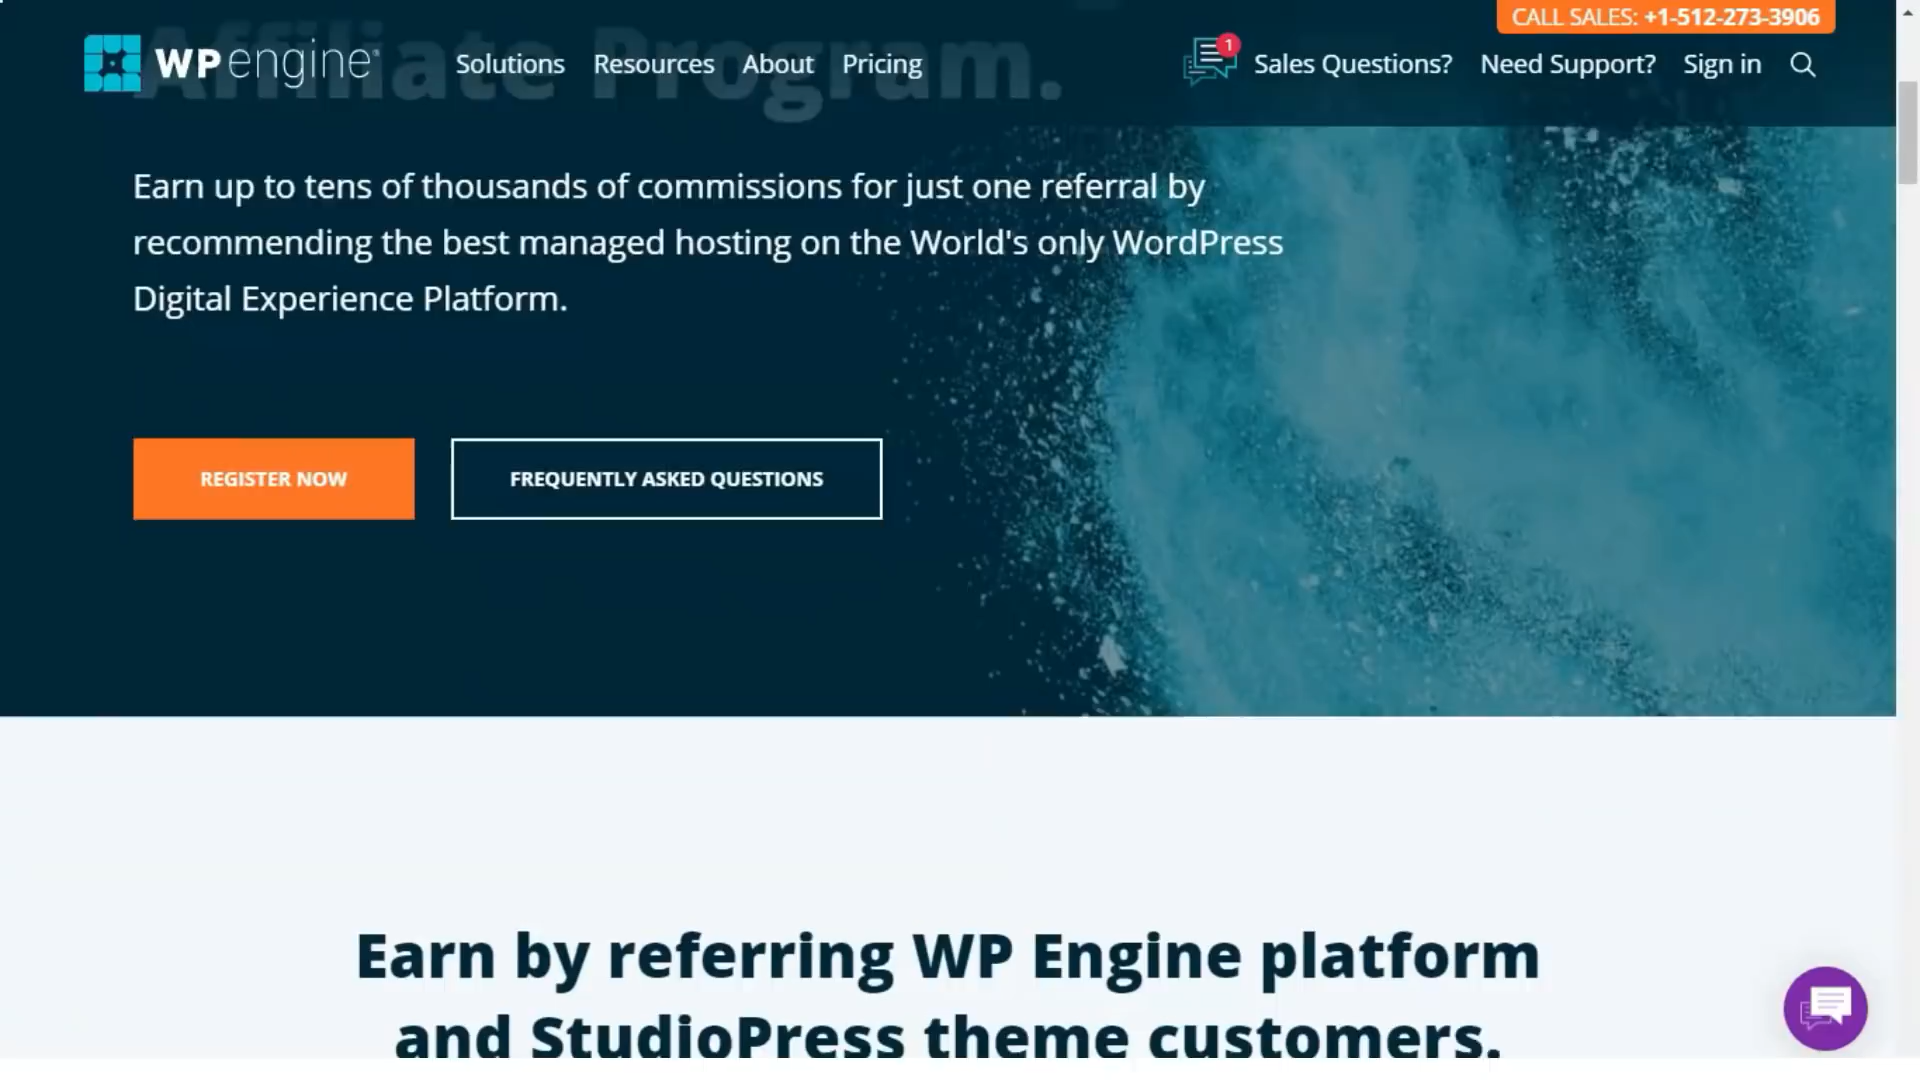 CALL SALES: +1-512-273-3906
Affiliate Program.
WP engine
Solutions Resources About Pricing
1 Sales Questions? Need Support? Sign in
Earn up to tens of thousands of commissions for just one referral by
recommending the best managed hosting on the World's only WordPress
Digital Experience Platform.
REGISTER NOW
FREQUENTLY ASKED QUESTIONS
Earn by referring WP Engine platform
and StudioPress theme customers.